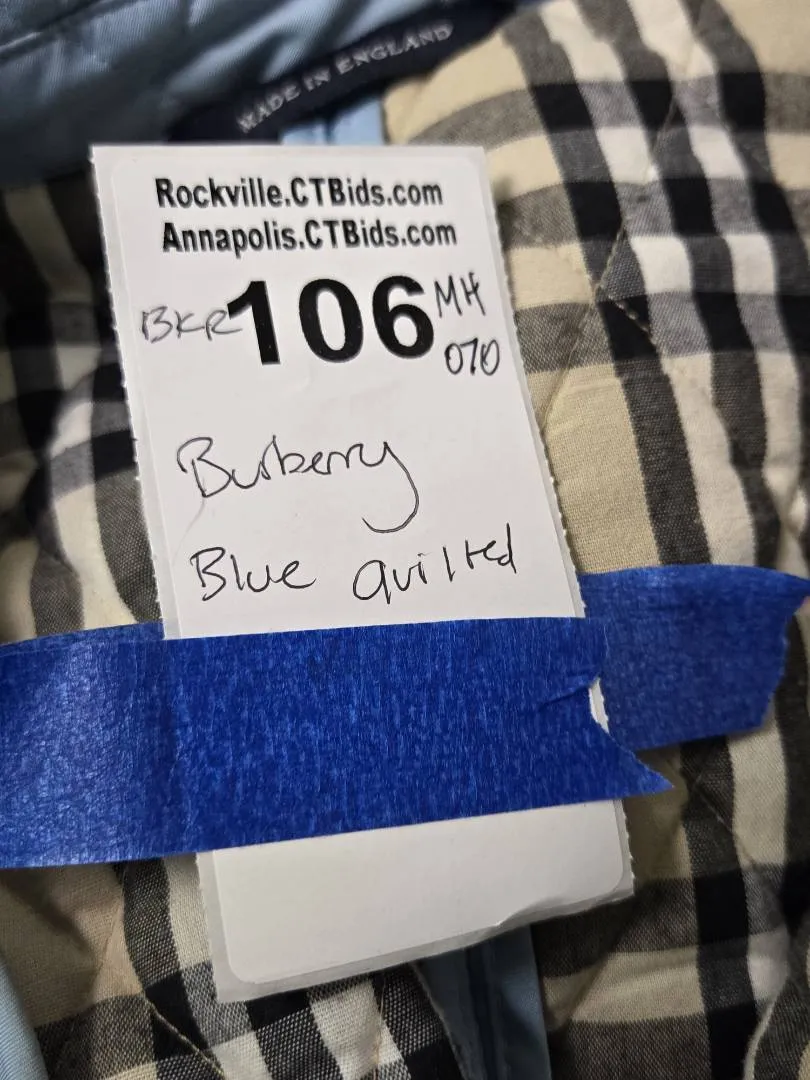 MADE IN ENGLAND
Rockville.CTBids.com
Annapolis.CTBids.com
BKR 106 MH
070
Burberry
Blue quilted